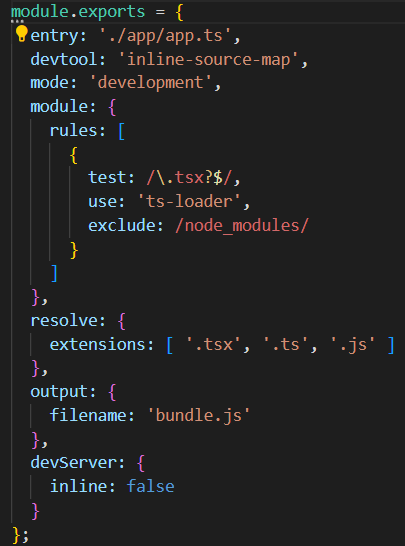 module.exports = {
entry: './app/app.ts',
devtool: 'inline-source-map',
mode: 'development',
module: {
rules: [
{
test: /\.tsx?$/,
use: 'ts-loader',
exclude: /node_modules/
}
]
},
resolve: {
extensions: [ '.tsx', '.ts', '.js' ]
},
output: {
filename: 'bundle.js'
},
devServer: {
inline: false
}
};